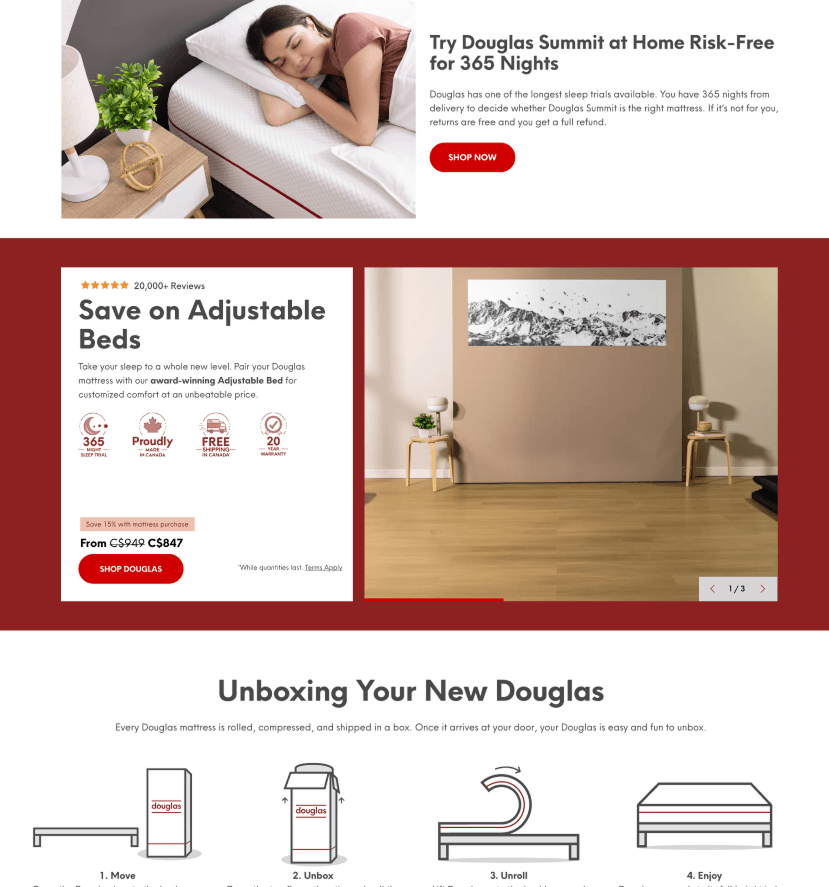 Try Douglas Summit at Home Risk-Free
for 365 Nights
Douglas has one of the longest sleep trials available. You have 365 nights from
delivery to decide whether Douglas Summit is the right mattress. If it's not for you,
returns are free and you get a full refund.
SHOP NOW
20,000+ Reviews
Save on Adjustable
Beds
Take your sleep to a whole new level. Pair your Douglas
mattress with our award-winning Adjustable Bed for
customized comfort at an unbeatable price.
365
NIGHT
SLEEP TRIAL
Proudly
MADE
IN CANADA
FREE
SHIPPING
IN CANADA*
20
YEAR
WARRANTY
Save 15% with mattress purchase
From C$949 C$847
SHOP DOUGLAS
*While quantities last. Terms Apply
1 / 3
Unboxing Your New Douglas
Every Douglas mattress is rolled, compressed, and shipped in a box. Once it arrives at your door, your Douglas is easy and fun to unbox.
douglas
douglas
1. Move
2. Unbox
3. Unroll
4. Enjoy